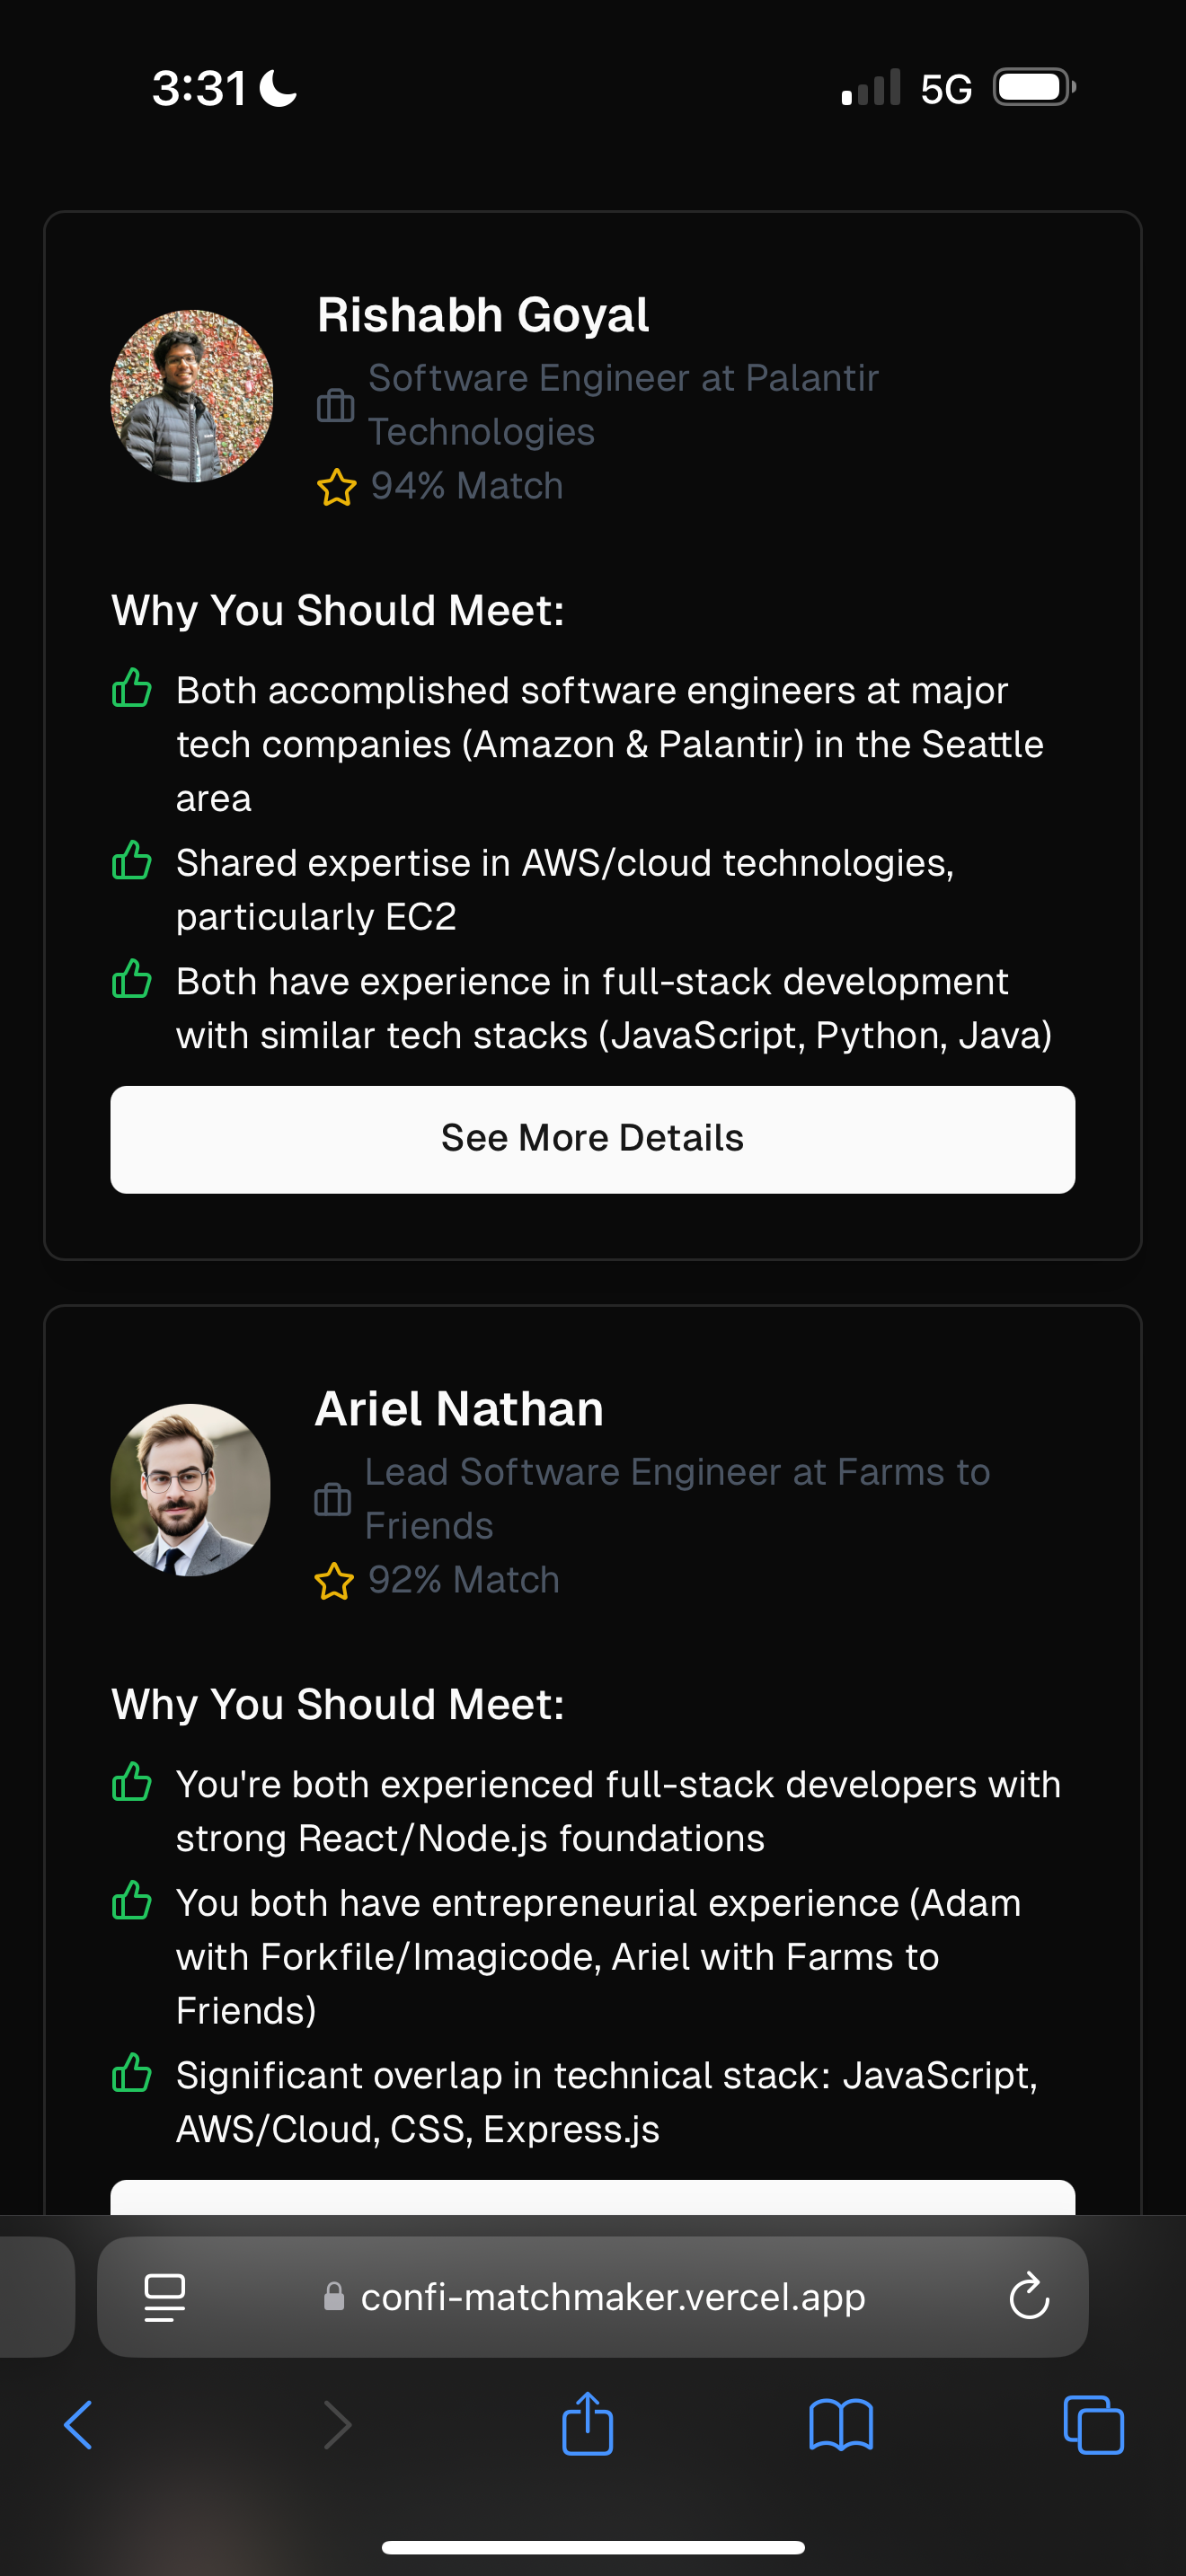 3:31
5G
Rishabh Goyal
Software Engineer at Palantir
Technologies
94% Match
Why You Should Meet:
Both accomplished software engineers at major
tech companies (Amazon & Palantir) in the Seattle
area
Shared expertise in AWS/cloud technologies,
particularly EC2
Both have experience in full-stack development
with similar tech stacks (JavaScript, Python, Java)
See More Details
Ariel Nathan
Lead Software Engineer at Farms to
Friends
92% Match
Why You Should Meet:
You're both experienced full-stack developers with
strong React/Node.js foundations
You both have entrepreneurial experience (Adam
with Forkfile/Imagicode, Ariel with Farms to
Friends)
Significant overlap in technical stack: JavaScript,
AWS/Cloud, CSS, Express.js
confi-matchmaker.vercel.app